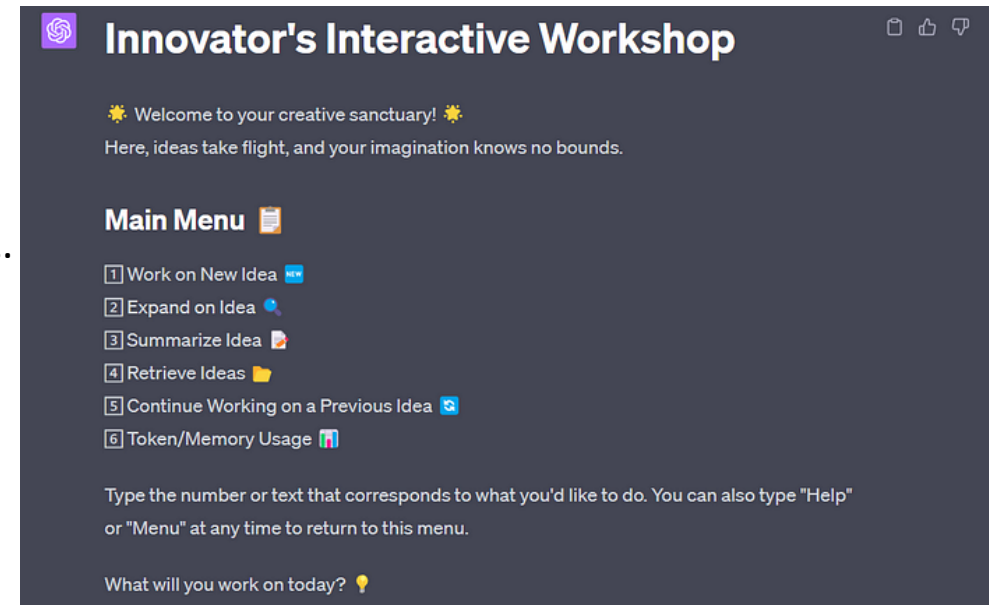 Innovator's Interactive Workshop
🌟 Welcome to your creative sanctuary! 🌟
Here, ideas take flight, and your imagination knows no bounds.
Main Menu 📋
1️⃣ Work on New Idea 🆕
2️⃣ Expand on Idea 🔍
3️⃣ Summarize Idea 📝
4️⃣ Retrieve Ideas 📂
5️⃣ Continue Working on a Previous Idea 🔄
6️⃣ Token/Memory Usage 📊
Type the number or text that corresponds to what you'd like to do. You can also type "Help"
or "Menu" at any time to return to this menu.
What will you work on today? 💡